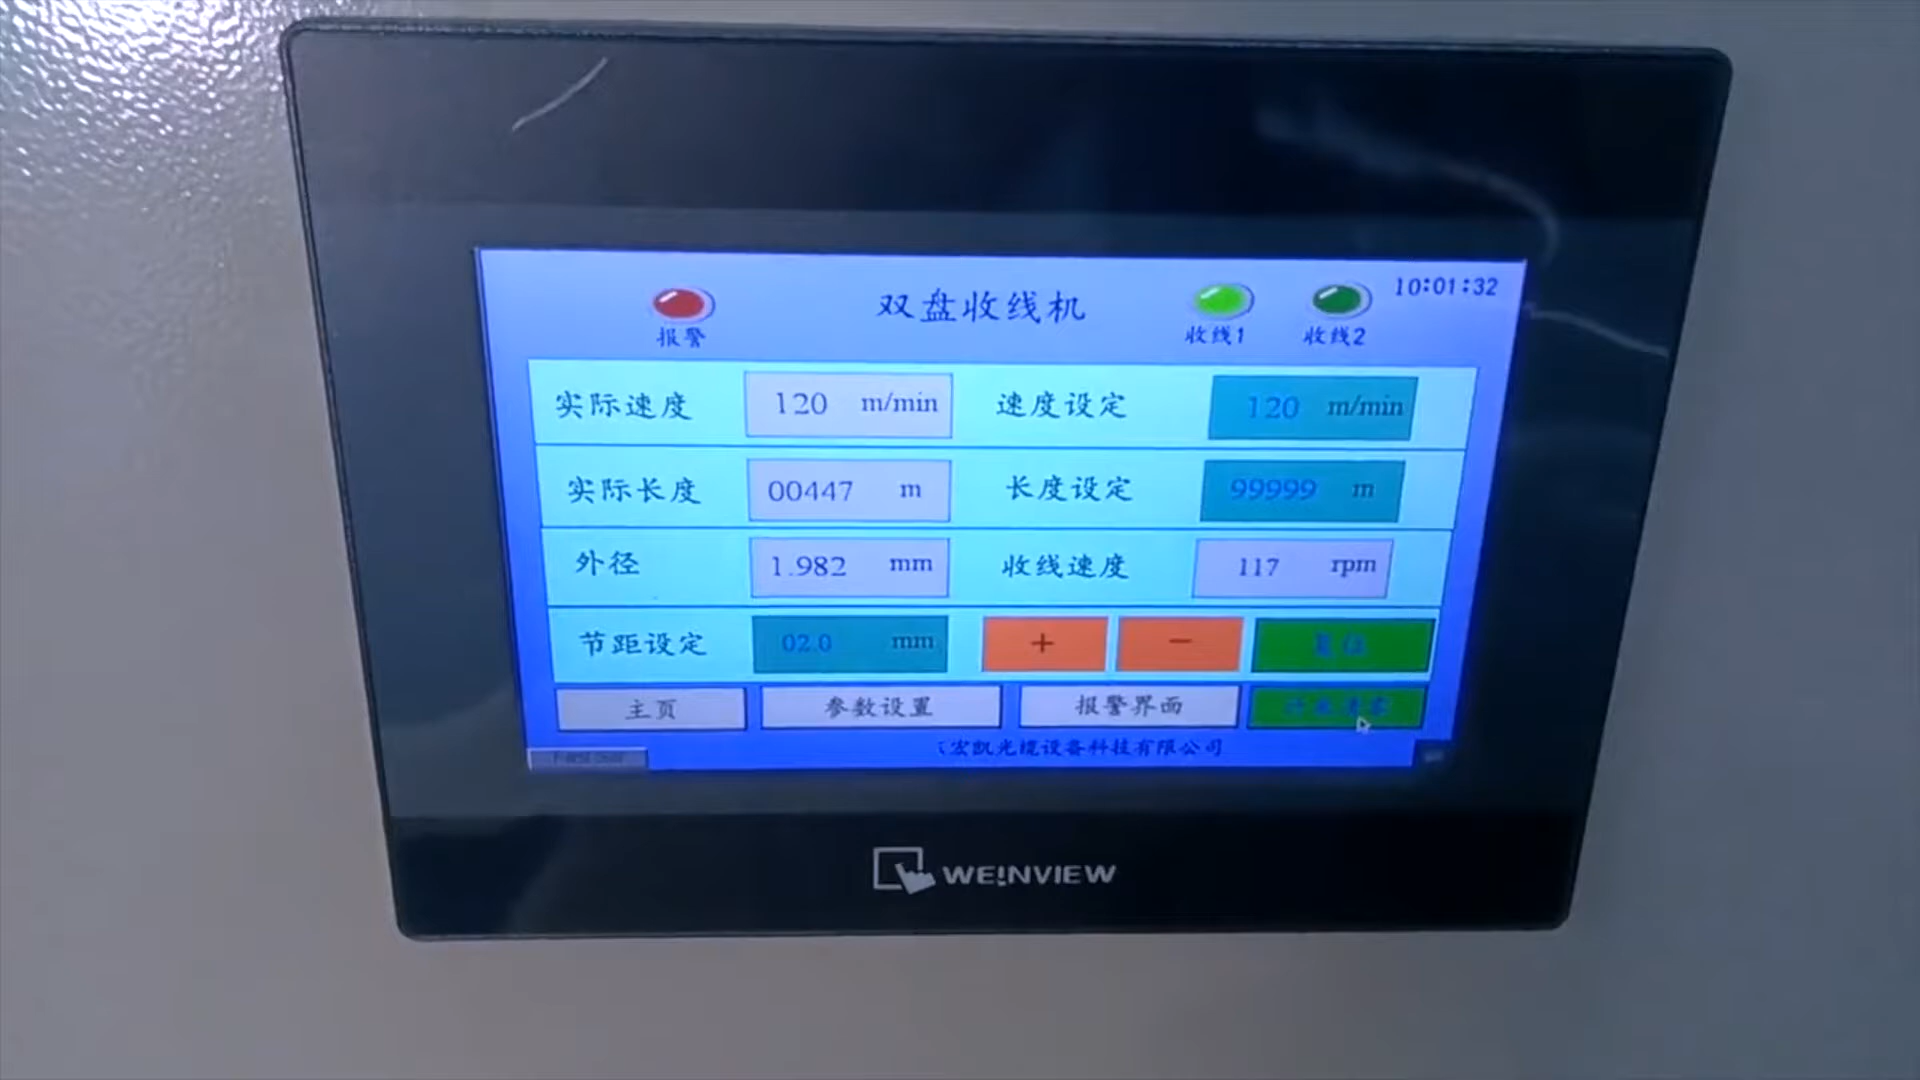 10:01:32
双盘收线机
报警
收线1
收线2
实际速度 120 m/min 速度设定 120 m/min
实际长度 00447 m 长度设定 99999 m
外径 1.982 mm 收线速度 117 rpm
节距设定 02.0 mm + − 复位
主页 参数设置 报警界面
宏凯光缆设备科技有限公司
WE!NVIEW